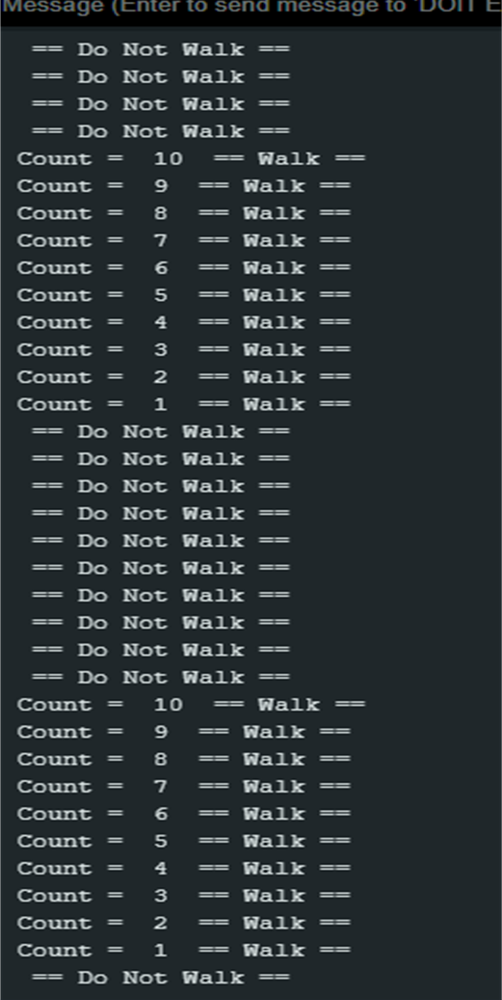 Message (Enter to send message to 'DOIT E
== Do Not Walk ==
== Do Not Walk ==
== Do Not Walk ==
== Do Not Walk ==
Count =  10  == Walk ==
Count =  9  == Walk ==
Count =  8  == Walk ==
Count =  7  == Walk ==
Count =  6  == Walk ==
Count =  5  == Walk ==
Count =  4  == Walk ==
Count =  3  == Walk ==
Count =  2  == Walk ==
Count =  1  == Walk ==
== Do Not Walk ==
== Do Not Walk ==
== Do Not Walk ==
== Do Not Walk ==
== Do Not Walk ==
== Do Not Walk ==
== Do Not Walk ==
== Do Not Walk ==
== Do Not Walk ==
== Do Not Walk ==
Count =  10  == Walk ==
Count =  9  == Walk ==
Count =  8  == Walk ==
Count =  7  == Walk ==
Count =  6  == Walk ==
Count =  5  == Walk ==
Count =  4  == Walk ==
Count =  3  == Walk ==
Count =  2  == Walk ==
Count =  1  == Walk ==
== Do Not Walk ==